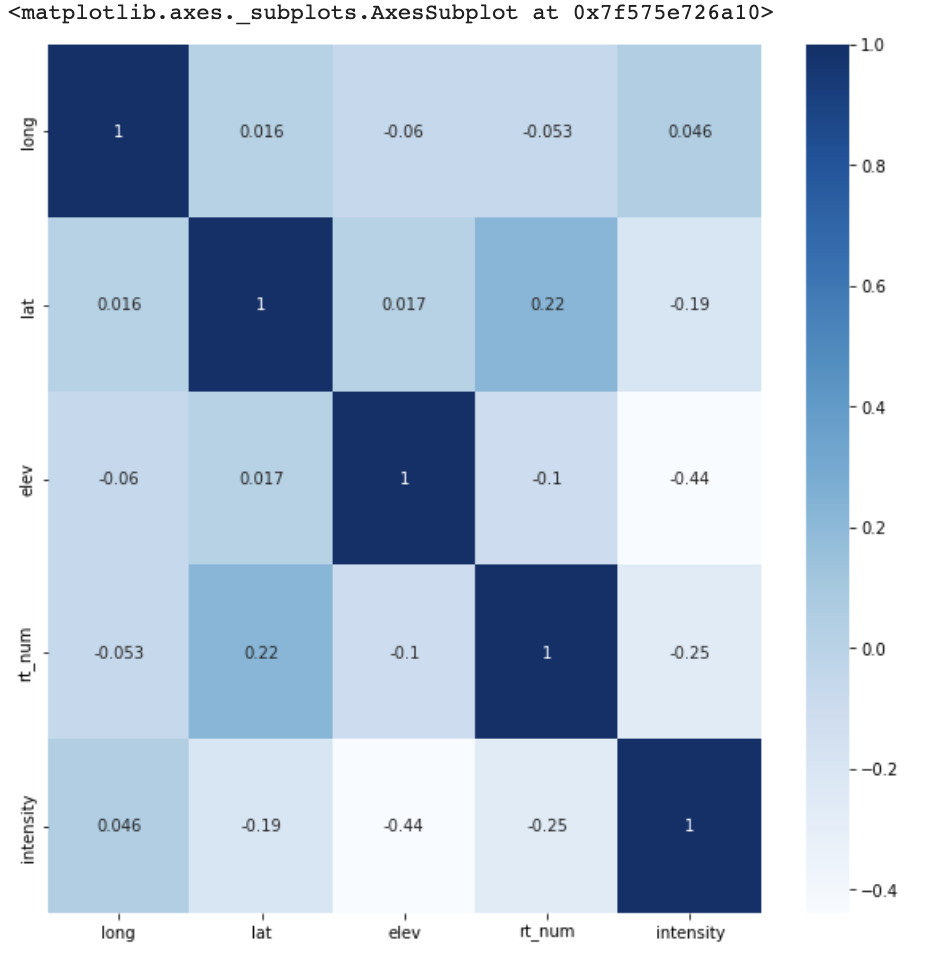 <matplotlib.axes._subplots.AxesSubplot at 0x7f575e726a10>
long 1 0.016 -0.06 -0.053 0.046
lat 0.016 1 0.017 0.22 -0.19
elev -0.06 0.017 1 -0.1 -0.44
rt_num -0.053 0.22 -0.1 1 -0.25
intensity 0.046 -0.19 -0.44 -0.25 1
long lat elev rt_num intensity
1.0
0.8
0.6
0.4
0.2
0.0
−0.2
−0.4